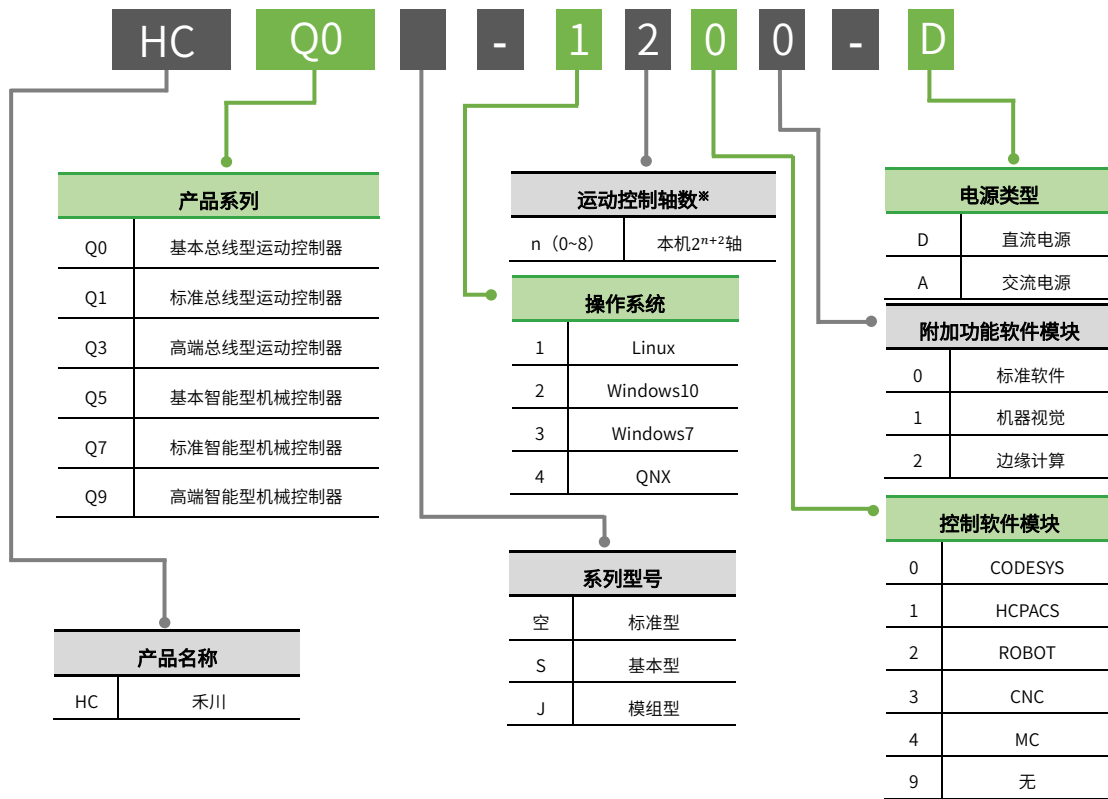 HC Q0 - 1 2 0 0 - D
产品系列
Q0 基本总线型运动控制器
Q1 标准总线型运动控制器
Q3 高端总线型运动控制器
Q5 基本智能型机械控制器
Q7 标准智能型机械控制器
Q9 高端智能型机械控制器
产品名称
HC 禾川
运动控制轴数※
n（0~8） 本机2ⁿ⁺²轴
操作系统
1 Linux
2 Windows10
3 Windows7
4 QNX
系列型号
空 标准型
S 基本型
J 模组型
电源类型
D 直流电源
A 交流电源
附加功能软件模块
0 标准软件
1 机器视觉
2 边缘计算
控制软件模块
0 CODESYS
1 HCPACS
2 ROBOT
3 CNC
4 MC
9 无